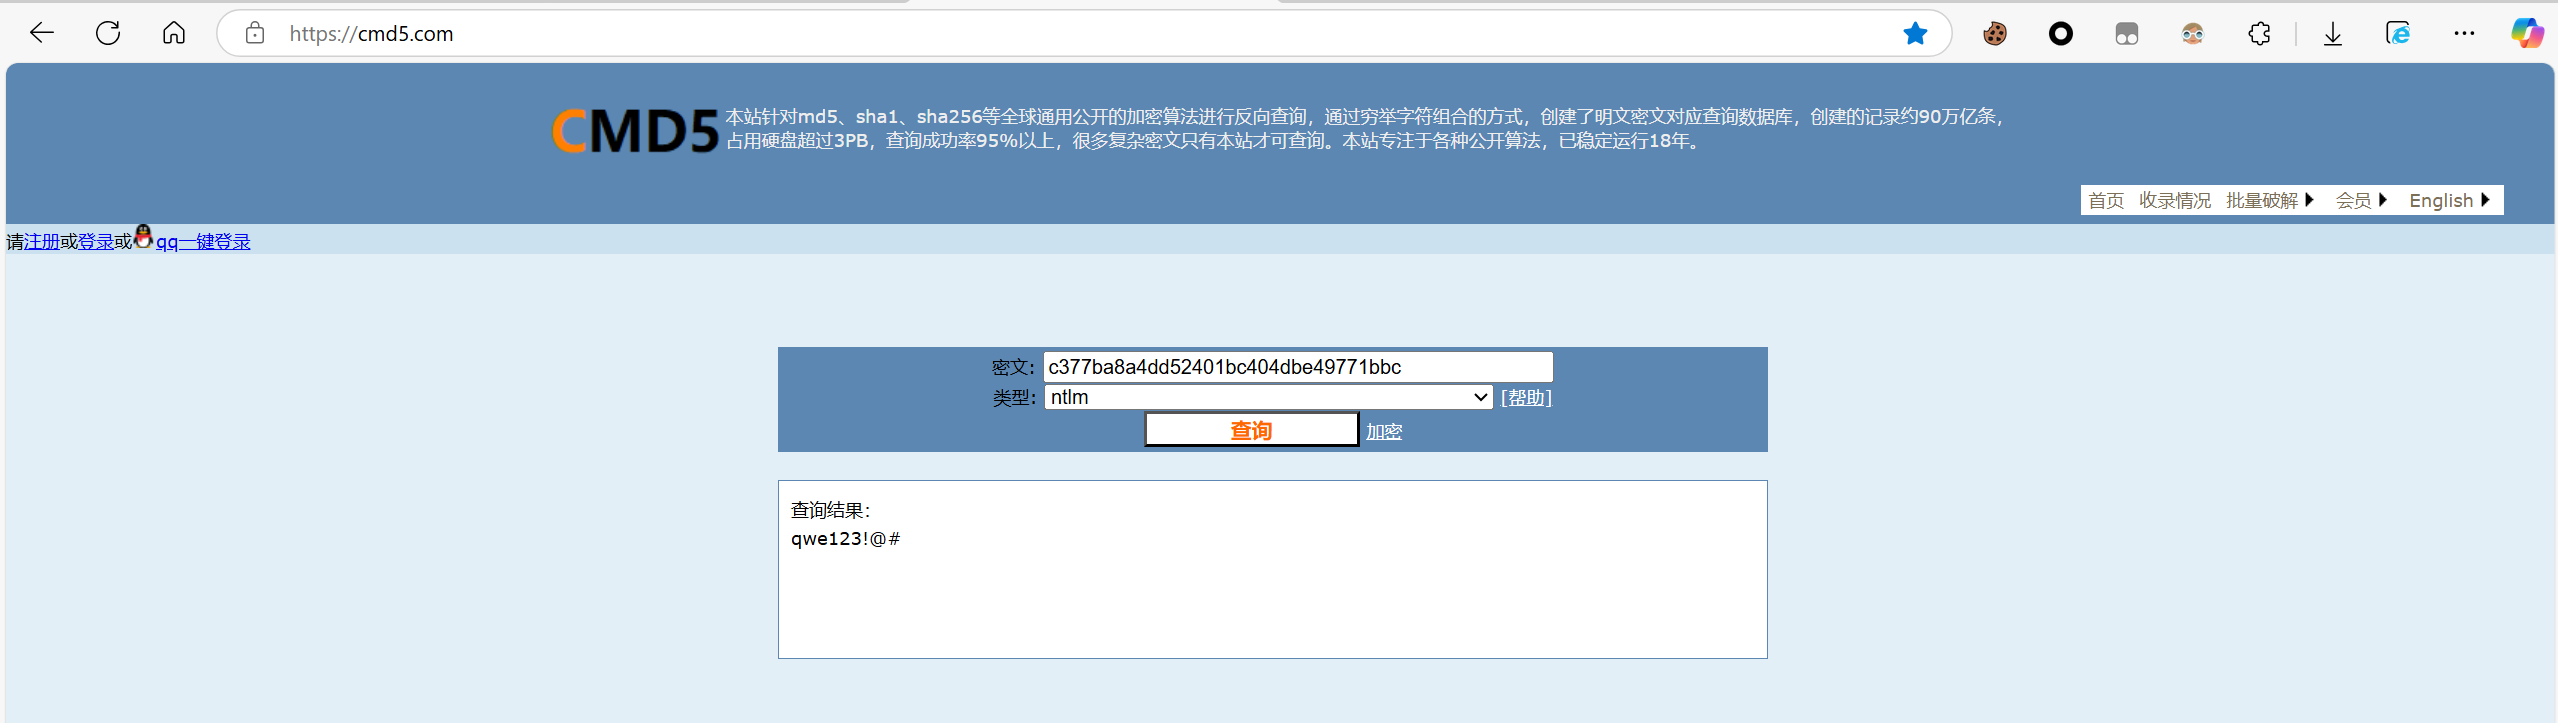 https://cmd5.com
CMD5
本站针对md5、sha1、sha256等全球通用公开的加密算法进行反向查询，通过穷举字符组合的方式，创建了明文密文对应查询数据库，创建的记录约90万亿条，
占用硬盘超过3PB，查询成功率95%以上，很多复杂密文只有本站才可查询。本站专注于各种公开算法，已稳定运行18年。
首页 收录情况 批量破解 会员 English
请注册或登录或qq一键登录
密文: c377ba8a4dd52401bc404dbe49771bbc
类型: ntlm [帮助]
查询 加密
查询结果:
qwe123!@#